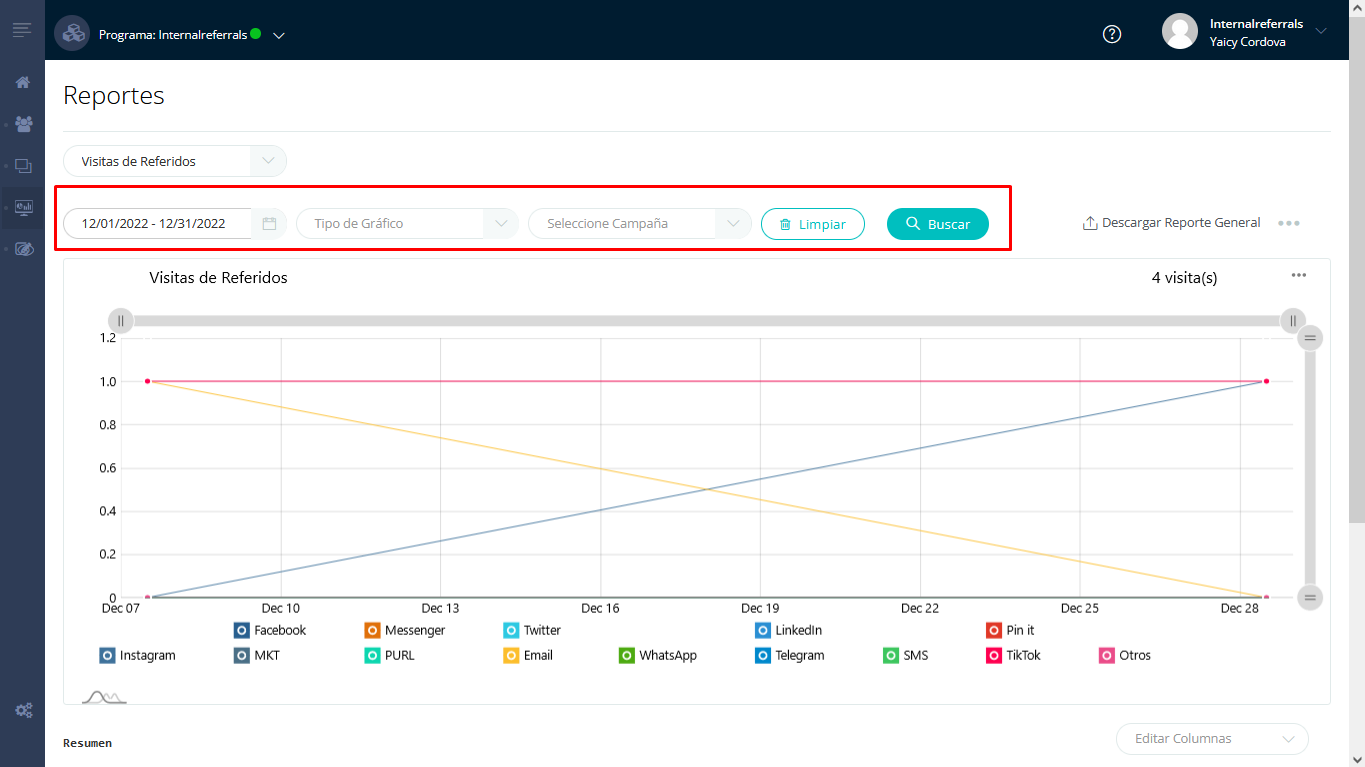 Programa: Internalreferrals
Internalreferrals
Yaicy Cordova
Reportes
Visitas de Referidos
12/01/2022 - 12/31/2022
Tipo de Gráfico
Seleccione Campaña
Limpiar
Buscar
Descargar Reporte General
Visitas de Referidos
4 visita(s)
1.2
1.0
0.8
0.6
0.4
0.2
0
Dec 07 Dec 10 Dec 13 Dec 16 Dec 19 Dec 22 Dec 25 Dec 28
Facebook Messenger Twitter LinkedIn Pin it
Instagram MKT PURL Email WhatsApp Telegram SMS TikTok Otros
Resumen
Editar Columnas